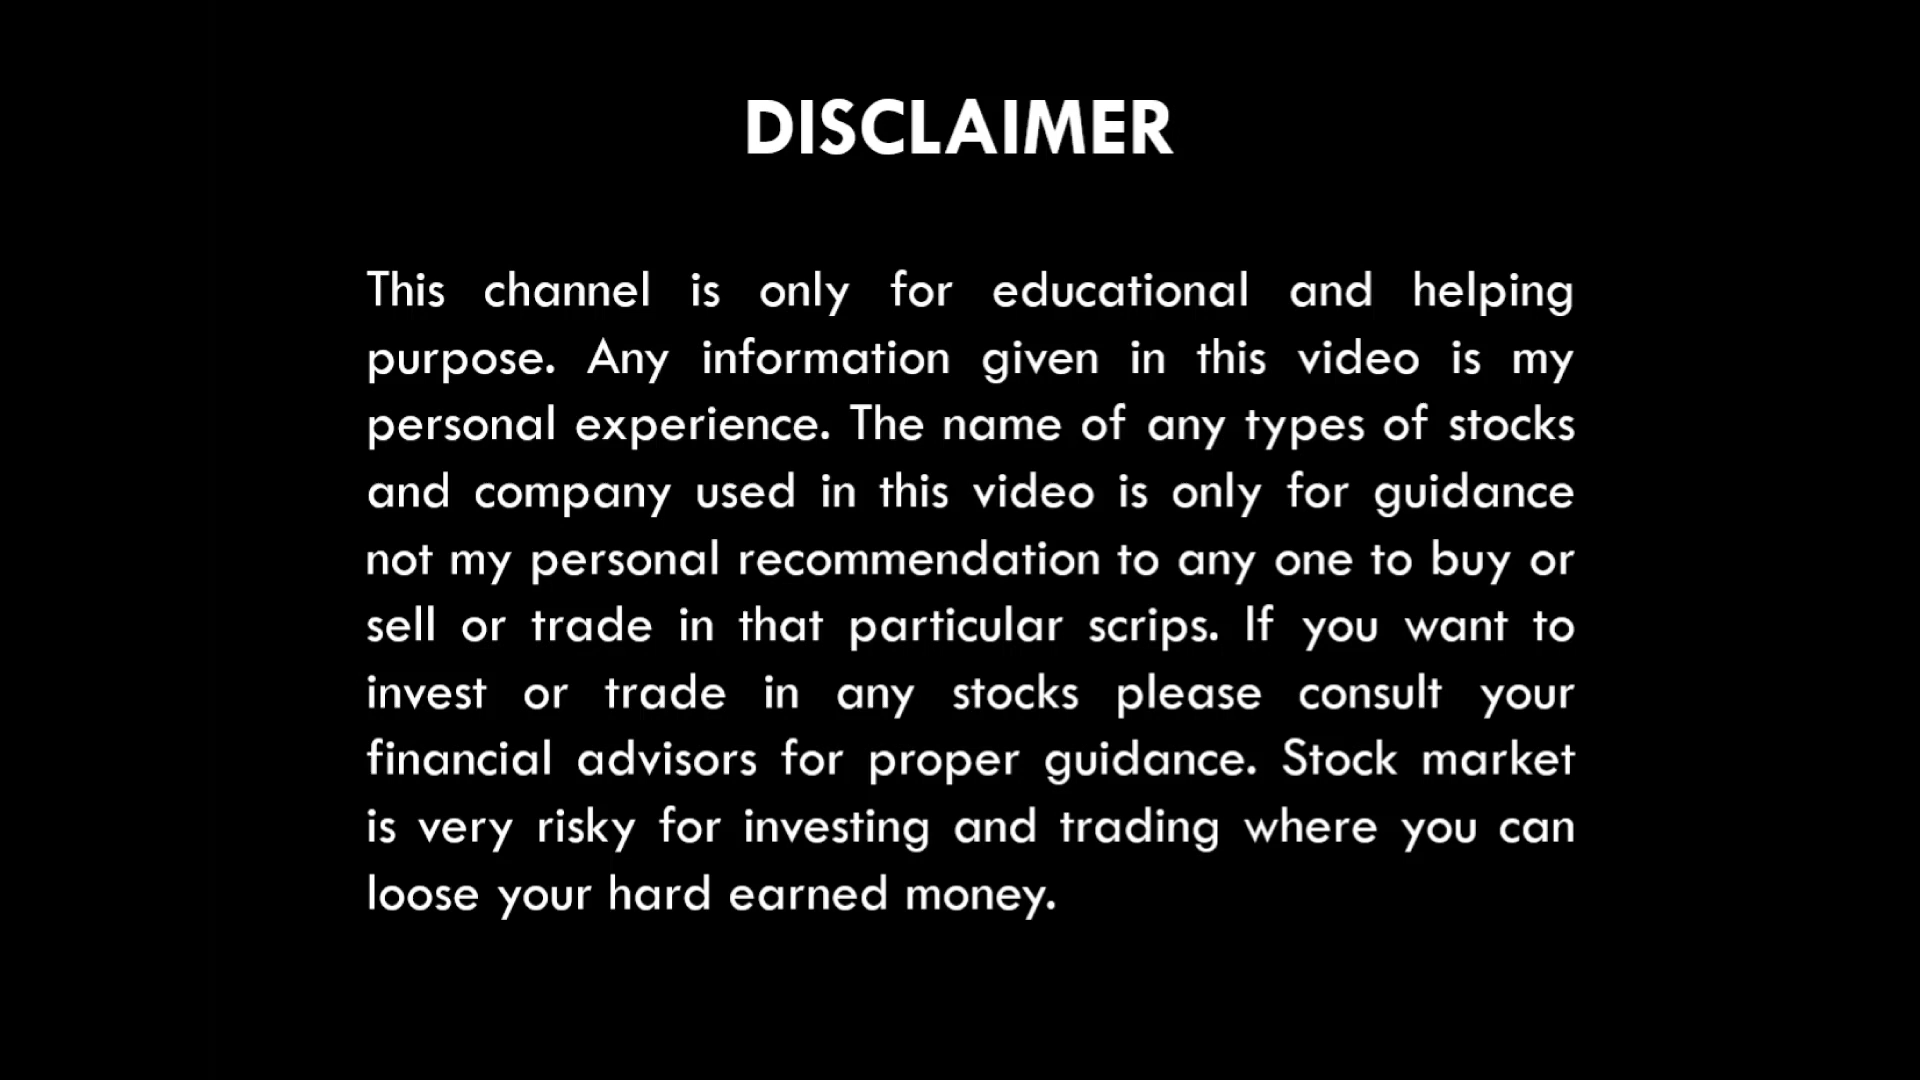 DISCLAIMER
This channel is only for educational and helping
purpose. Any information given in this video is my
personal experience. The name of any types of stocks
and company used in this video is only for guidance
not my personal recommendation to any one to buy or
sell or trade in that particular scrips. If you want to
invest or trade in any stocks please consult your
financial advisors for proper guidance. Stock market
is very risky for investing and trading where you can
loose your hard earned money.